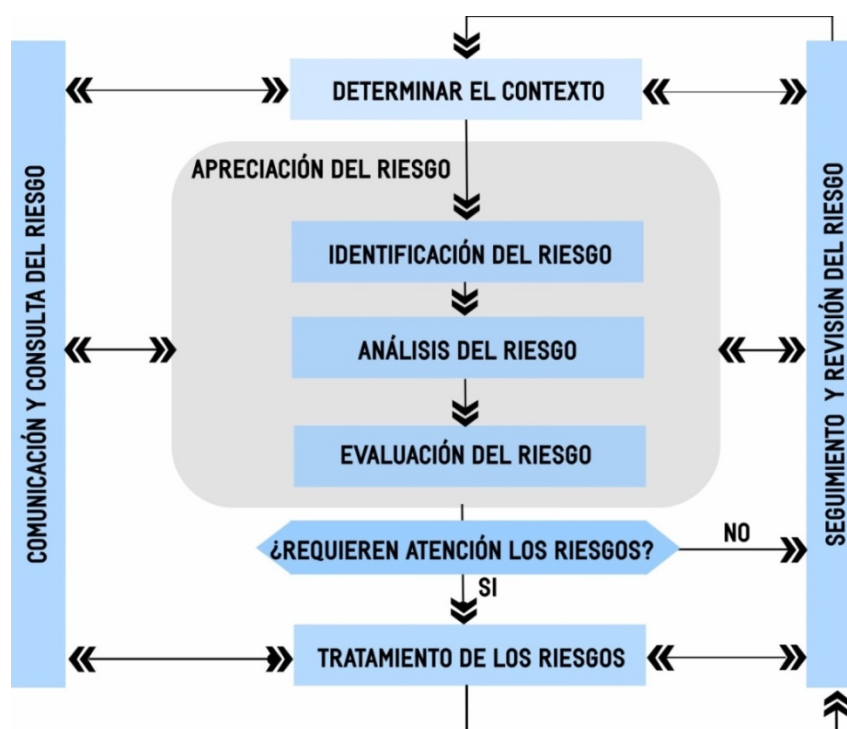 DETERMINAR EL CONTEXTO
APRECIACIÓN DEL RIESGO
IDENTIFICACIÓN DEL RIESGO
ANÁLISIS DEL RIESGO
EVALUACIÓN DEL RIESGO
¿REQUIEREN ATENCIÓN LOS RIESGOS?
NO
SI
TRATAMIENTO DE LOS RIESGOS
COMUNICACIÓN Y CONSULTA DEL RIESGO
SEGUIMIENTO Y REVISIÓN DEL RIESGO